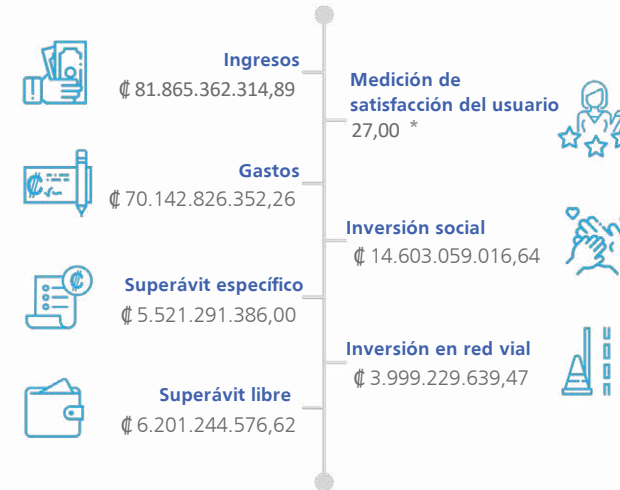 Ingresos
₡ 81.865.362.314,89
Medición de
satisfacción del usuario
27,00 *
Gastos
₡ 70.142.826.352,26
Inversión social
₡ 14.603.059.016,64
Superávit específico
₡ 5.521.291.386,00
Inversión en red vial
₡ 3.999.229.639,47
Superávit libre
₡ 6.201.244.576,62